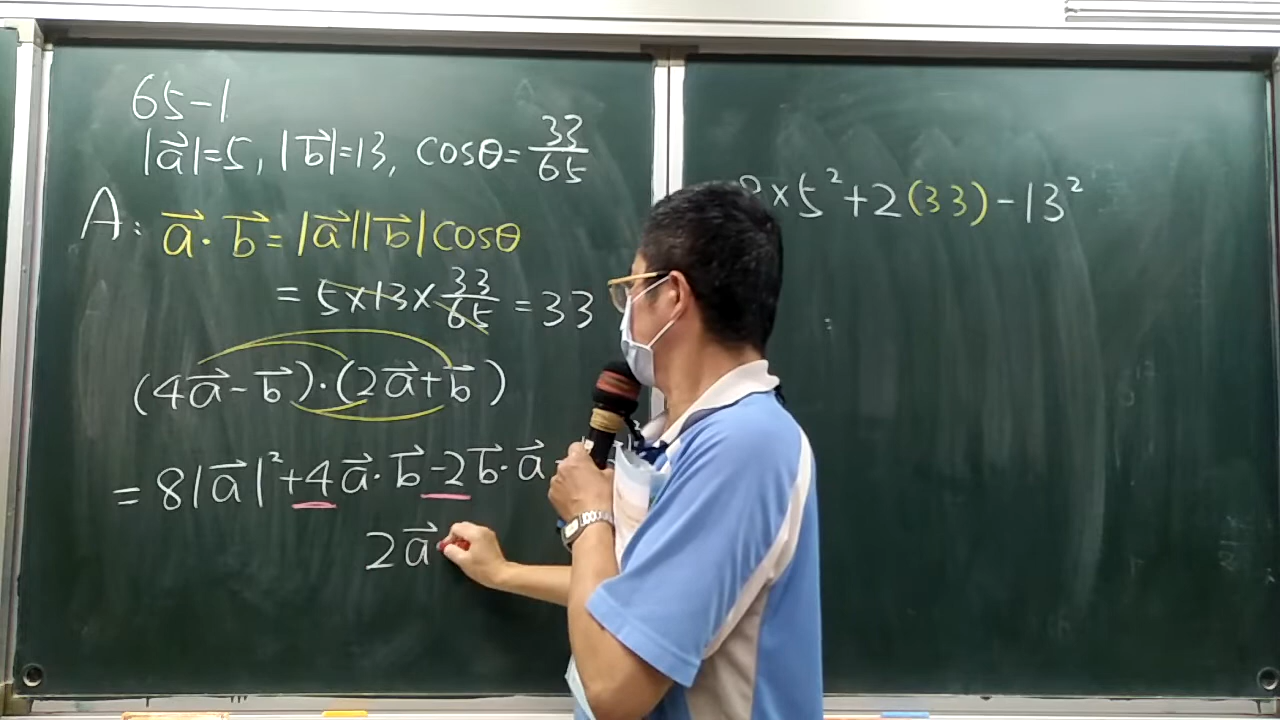 65-1
|a⃗|=5, |b⃗|=13, cosθ=33/65
A: a⃗·b⃗=|a⃗||b⃗|cosθ
=5×13×33/65=33
(4a⃗-b⃗)·(2a⃗+b⃗)
=8|a⃗|²+4a⃗·b⃗-2b⃗·a⃗
2a⃗
×5²+2(33)-13²